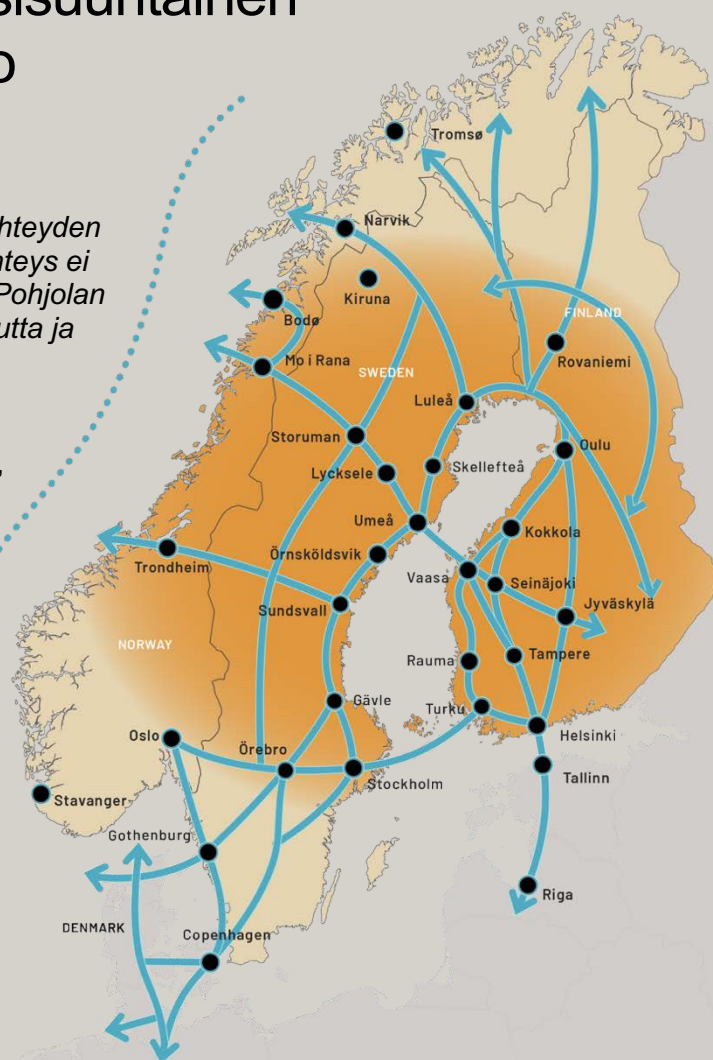 sisuuntainen
o
hteyden
hteys ei
Pohjolan
utta ja
,
Tromsø
Narvik
Kiruna
FINLAND
Bodø
Rovaniemi
Mo i Rana
SWEDEN
Luleå
Storuman
Oulu
Lycksele
Skellefteå
Umeå
Kokkola
Örnsköldsvik
Trondheim
Vaasa
Seinäjoki
Sundsvall
Jyväskylä
NORWAY
Rauma
Tampere
Gävle
Turku
Oslo
Helsinki
Örebro
Stockholm
Tallinn
Stavanger
Gothenburg
Riga
DENMARK
Copenhagen